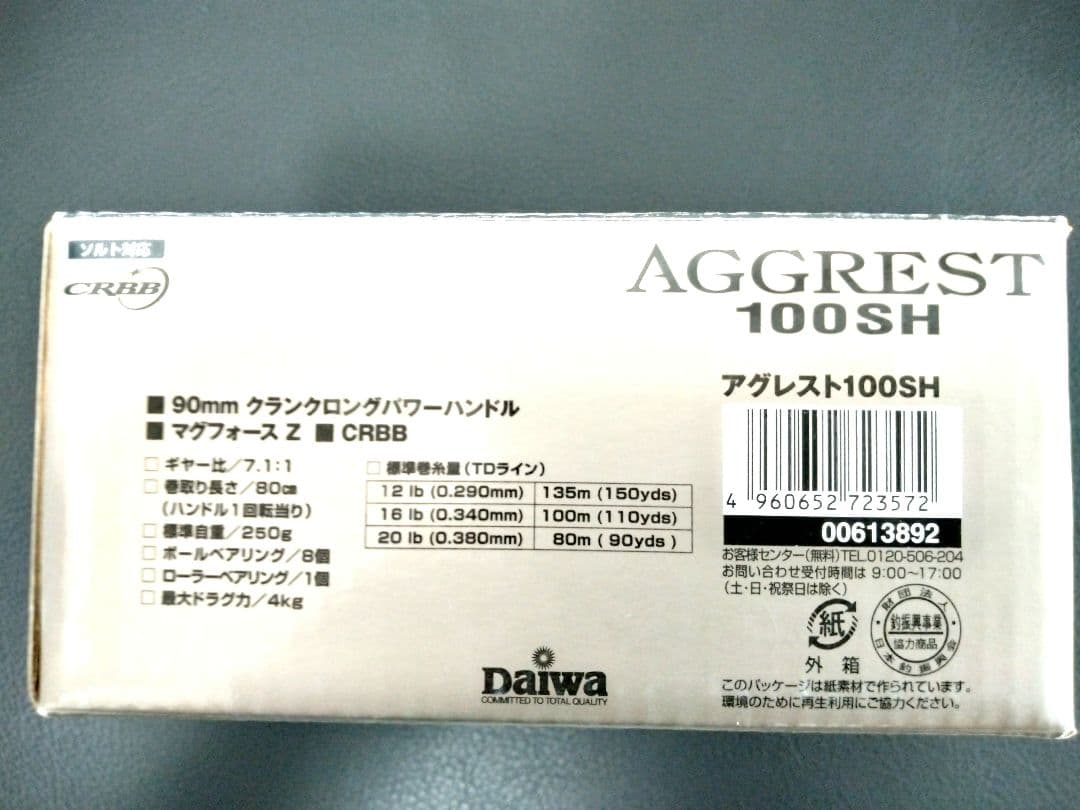 ソルト対応
CRBB
AGGREST
100SH
アグレスト100SH
■ 90mm クランクロングパワーハンドル
■ マグフォース Z ■ CRBB
□ ギヤー比／7.1：1
□ 巻取り長さ／80㎝
（ハンドル1回転当り）
□ 標準自重／250g
□ ボールベアリング／8個
□ ローラーベアリング／1個
□ 最大ドラグ力／4kg
□ 標準巻糸量（TDライン）
12 lb (0.290mm) 135m (150yds)
16 lb (0.340mm) 100m (110yds)
20 lb (0.380mm) 80m ( 90yds )
4 960652 723572
00613892
お客様センター（無料）TEL.0120-506-204
お問い合わせ受付時間は 9:00～17:00
（土・日・祝祭日は除く）
紙
外 箱
財団法人
釣振興事業
協力商品
日本釣振興会
Daiwa
COMMITTED TO TOTAL QUALITY
このパッケージは紙素材で作られています。
環境のために再生利用にご協力ください。